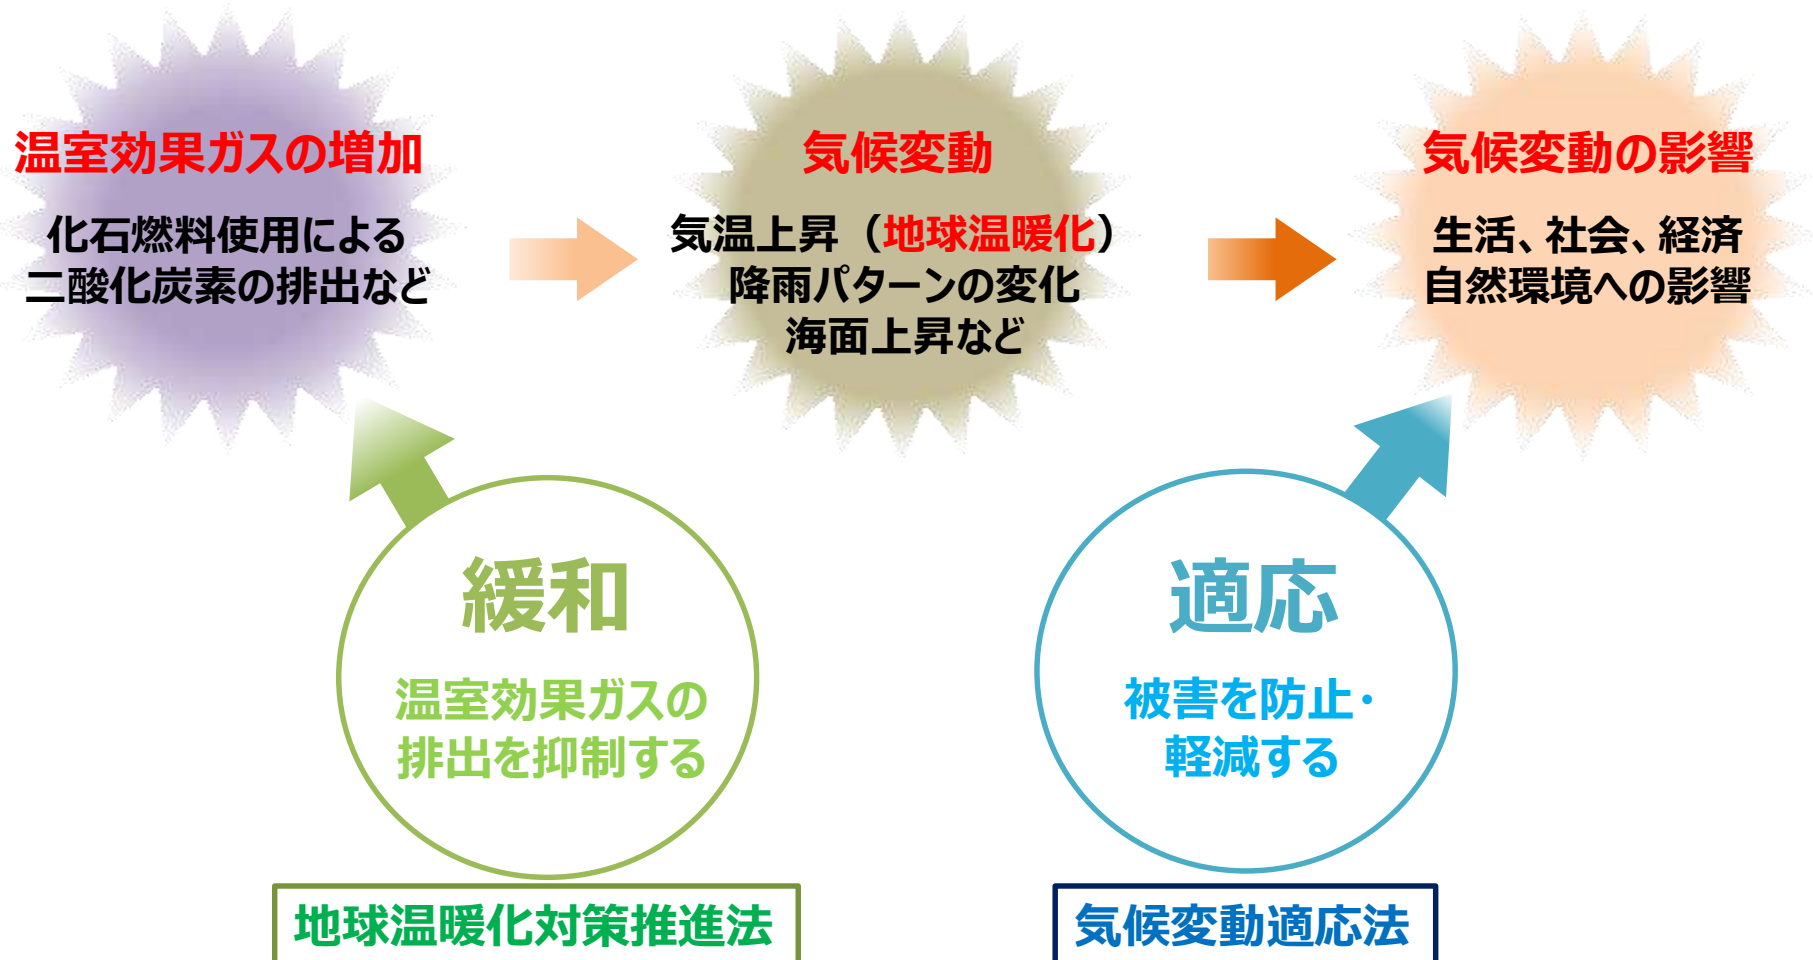 温室効果ガスの増加
化石燃料使用による
二酸化炭素の排出など
気候変動
気温上昇（地球温暖化）
降雨パターンの変化
海面上昇など
気候変動の影響
生活、社会、経済
自然環境への影響
緩和
温室効果ガスの
排出を抑制する
適応
被害を防止・
軽減する
地球温暖化対策推進法
気候変動適応法